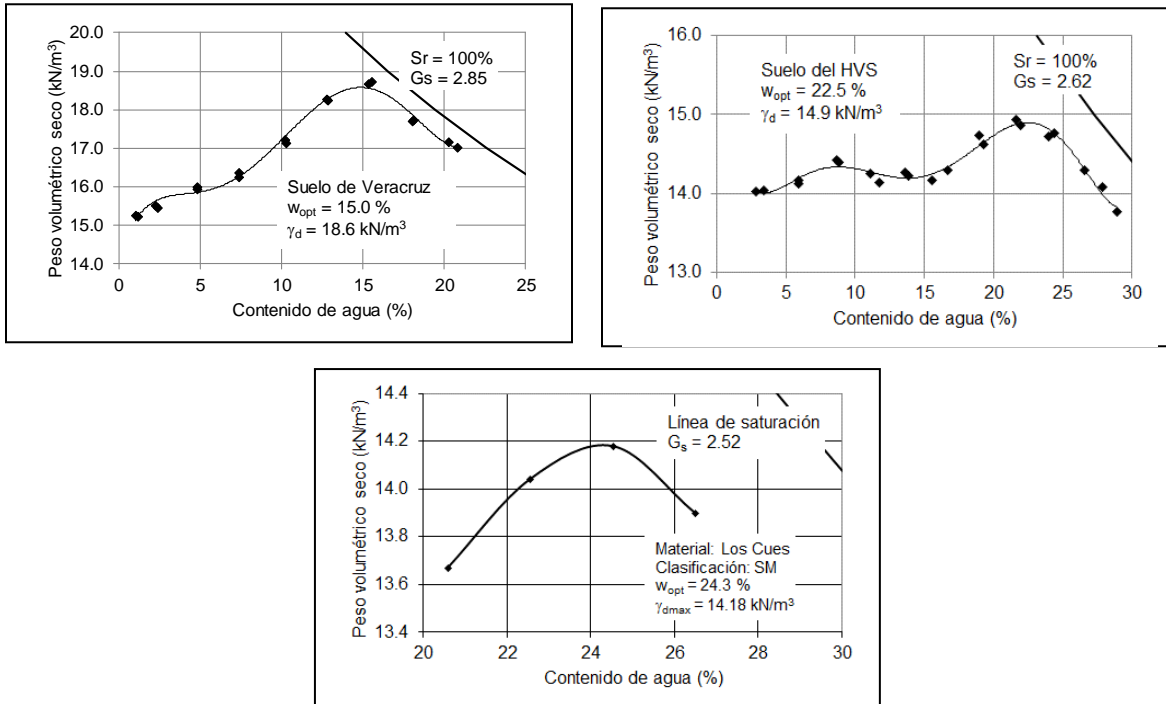 Peso volumétrico seco (kN/m³)
20.0
19.0
18.0
17.0
16.0
15.0
14.0
Sr = 100%
Gs = 2.85
Suelo de Veracruz
wopt = 15.0 %
γd = 18.6 kN/m³
0 5 10 15 20 25
Contenido de agua (%)
Peso volumétrico seco (kN/m³)
16.0
15.0
14.0
13.0
Suelo del HVS
wopt = 22.5 %
γd = 14.9 kN/m³
Sr = 100%
Gs = 2.62
0 5 10 15 20 25 30
Contenido de agua (%)
Peso volumétrico seco (kN/m³)
14.4
14.2
14.0
13.8
13.6
13.4
Línea de saturación
Gs = 2.52
Material: Los Cues
Clasificación: SM
wopt = 24.3 %
γdmax = 14.18 kN/m³
20 22 24 26 28 30
Contenido de agua (%)